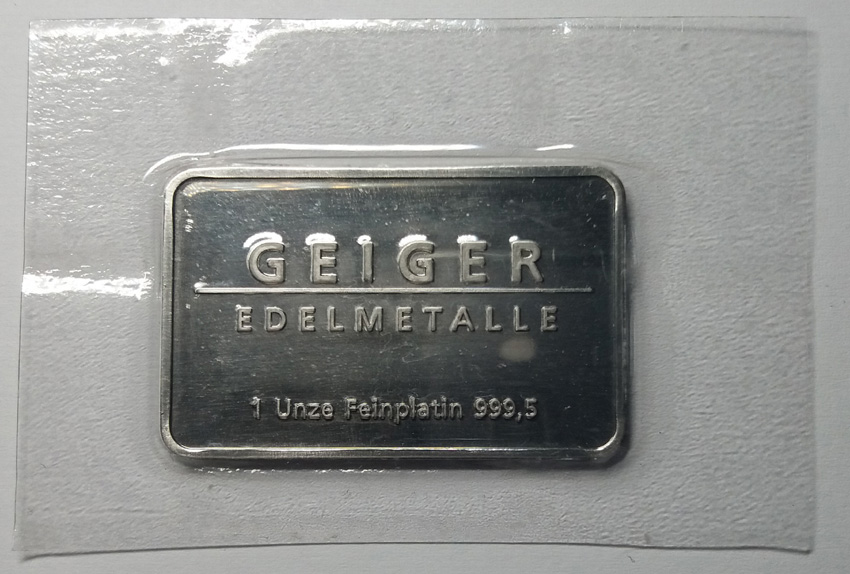 GEIGER
EDELMETALLE
1 Unze Feinplatin 999,5